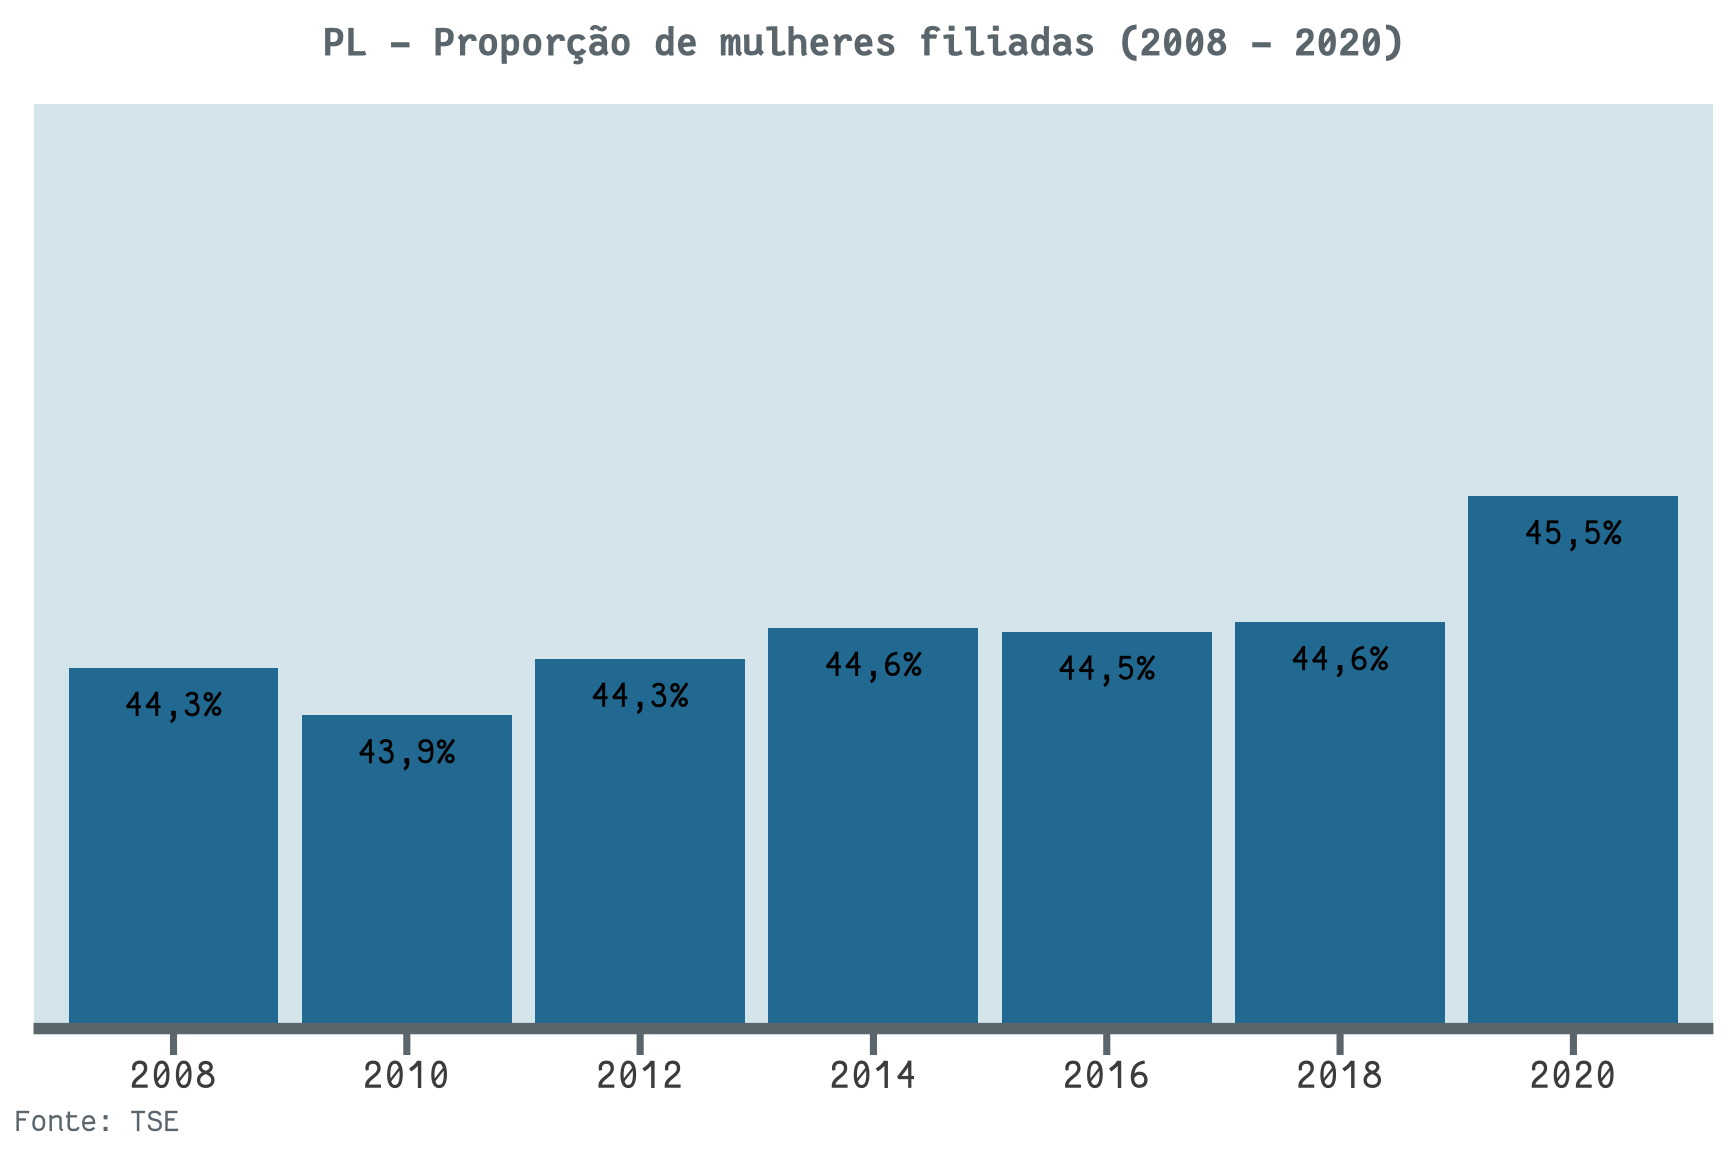 PL – Proporção de mulheres filiadas (2008 – 2020)
45,5%
44,6%
44,6%
44,5%
44,3%
44,3%
43,9%
2008 2010 2012 2014 2016 2018 2020
Fonte: TSE